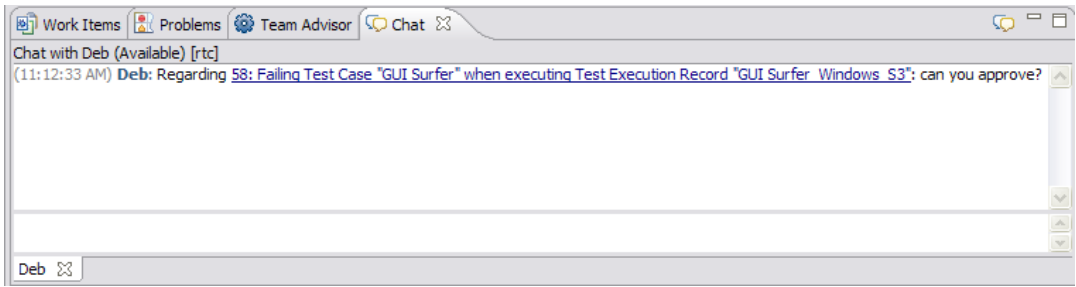 Work Items Problems Team Advisor Chat
Chat with Deb (Available) [rtc]
(11:12:33 AM) Deb: Regarding 58: Failing Test Case "GUI Surfer" when executing Test Execution Record "GUI Surfer_Windows_S3": can you approve?
Deb